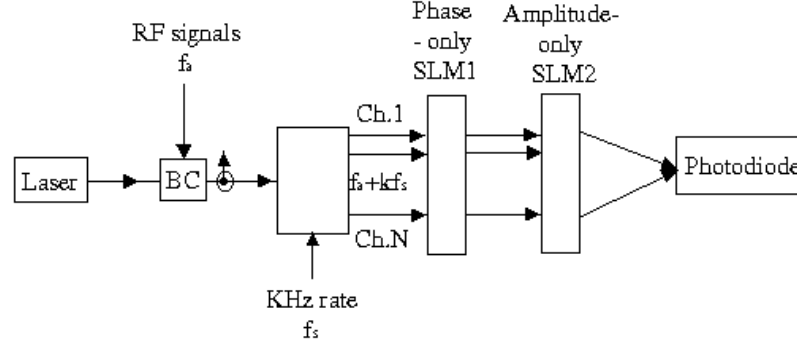 Phase
- only
SLM1
Amplitude-
only
SLM2
RF signals
fₐ
Ch.1
Laser
BC
fₐ+kfₛ
Photodiode
Ch.N
KHz rate
fₛ